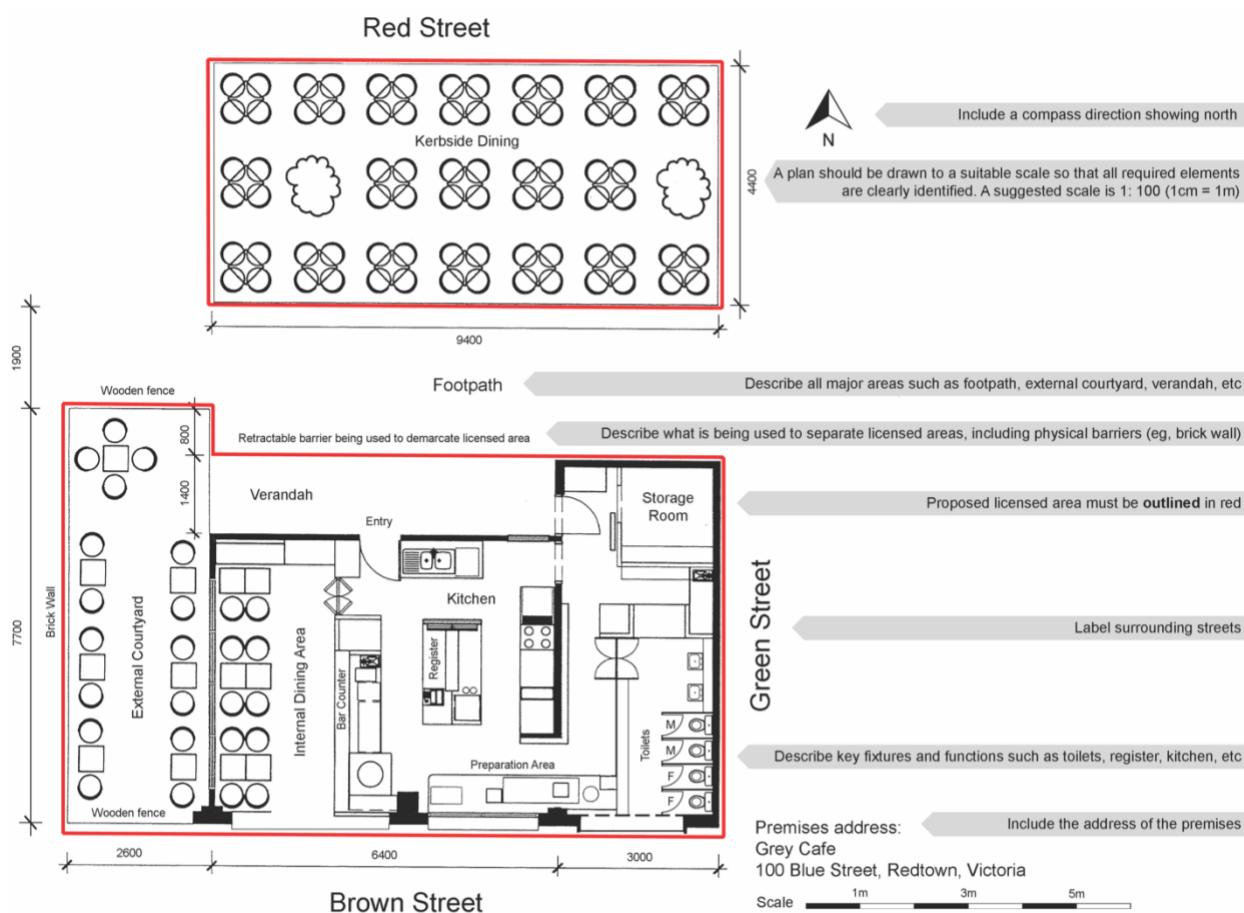 Red Street
Kerbside Dining
4400
9400
N
Include a compass direction showing north
A plan should be drawn to a suitable scale so that all required elements
are clearly identified. A suggested scale is 1: 100 (1cm = 1m)
1900
Footpath
Describe all major areas such as footpath, external courtyard, verandah, etc
Wooden fence
800
Retractable barrier being used to demarcate licensed area
Describe what is being used to separate licensed areas, including physical barriers (eg, brick wall)
1400
Verandah
Entry
Storage
Room
Proposed licensed area must be outlined in red
7700
Brick Wall
External Courtyard
Internal Dining Area
Bar Counter
Kitchen
Register
Green Street
Label surrounding streets
Toilets
M
M
F
F
Preparation Area
Describe key fixtures and functions such as toilets, register, kitchen, etc
Wooden fence
2600
6400
3000
Brown Street
Premises address:
Include the address of the premises
Grey Cafe
100 Blue Street, Redtown, Victoria
Scale
1m
3m
5m